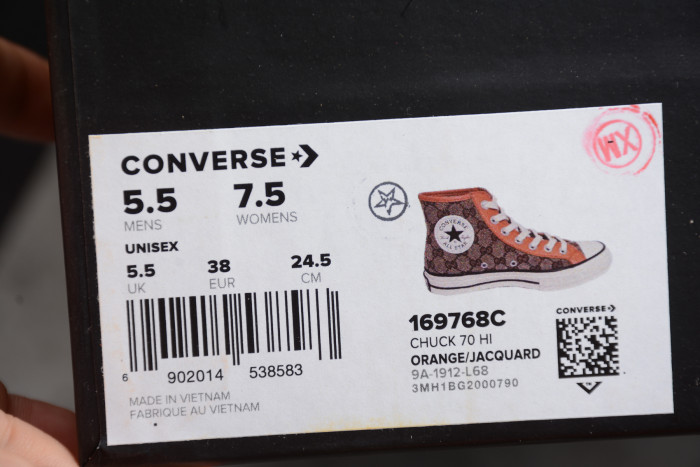 CONVERSE
5.5 7.5
MENS WOMENS
UNISEX
5.5 38 24.5
UK EUR CM
6 902014 538583
MADE IN VIETNAM
FABRIQUE AU VIETNAM
WX
CONVERSE
ALL STAR
169768C
CHUCK 70 HI
ORANGE/JACQUARD
9A-1912-L68
3MH1BG2000790
CONVERSE